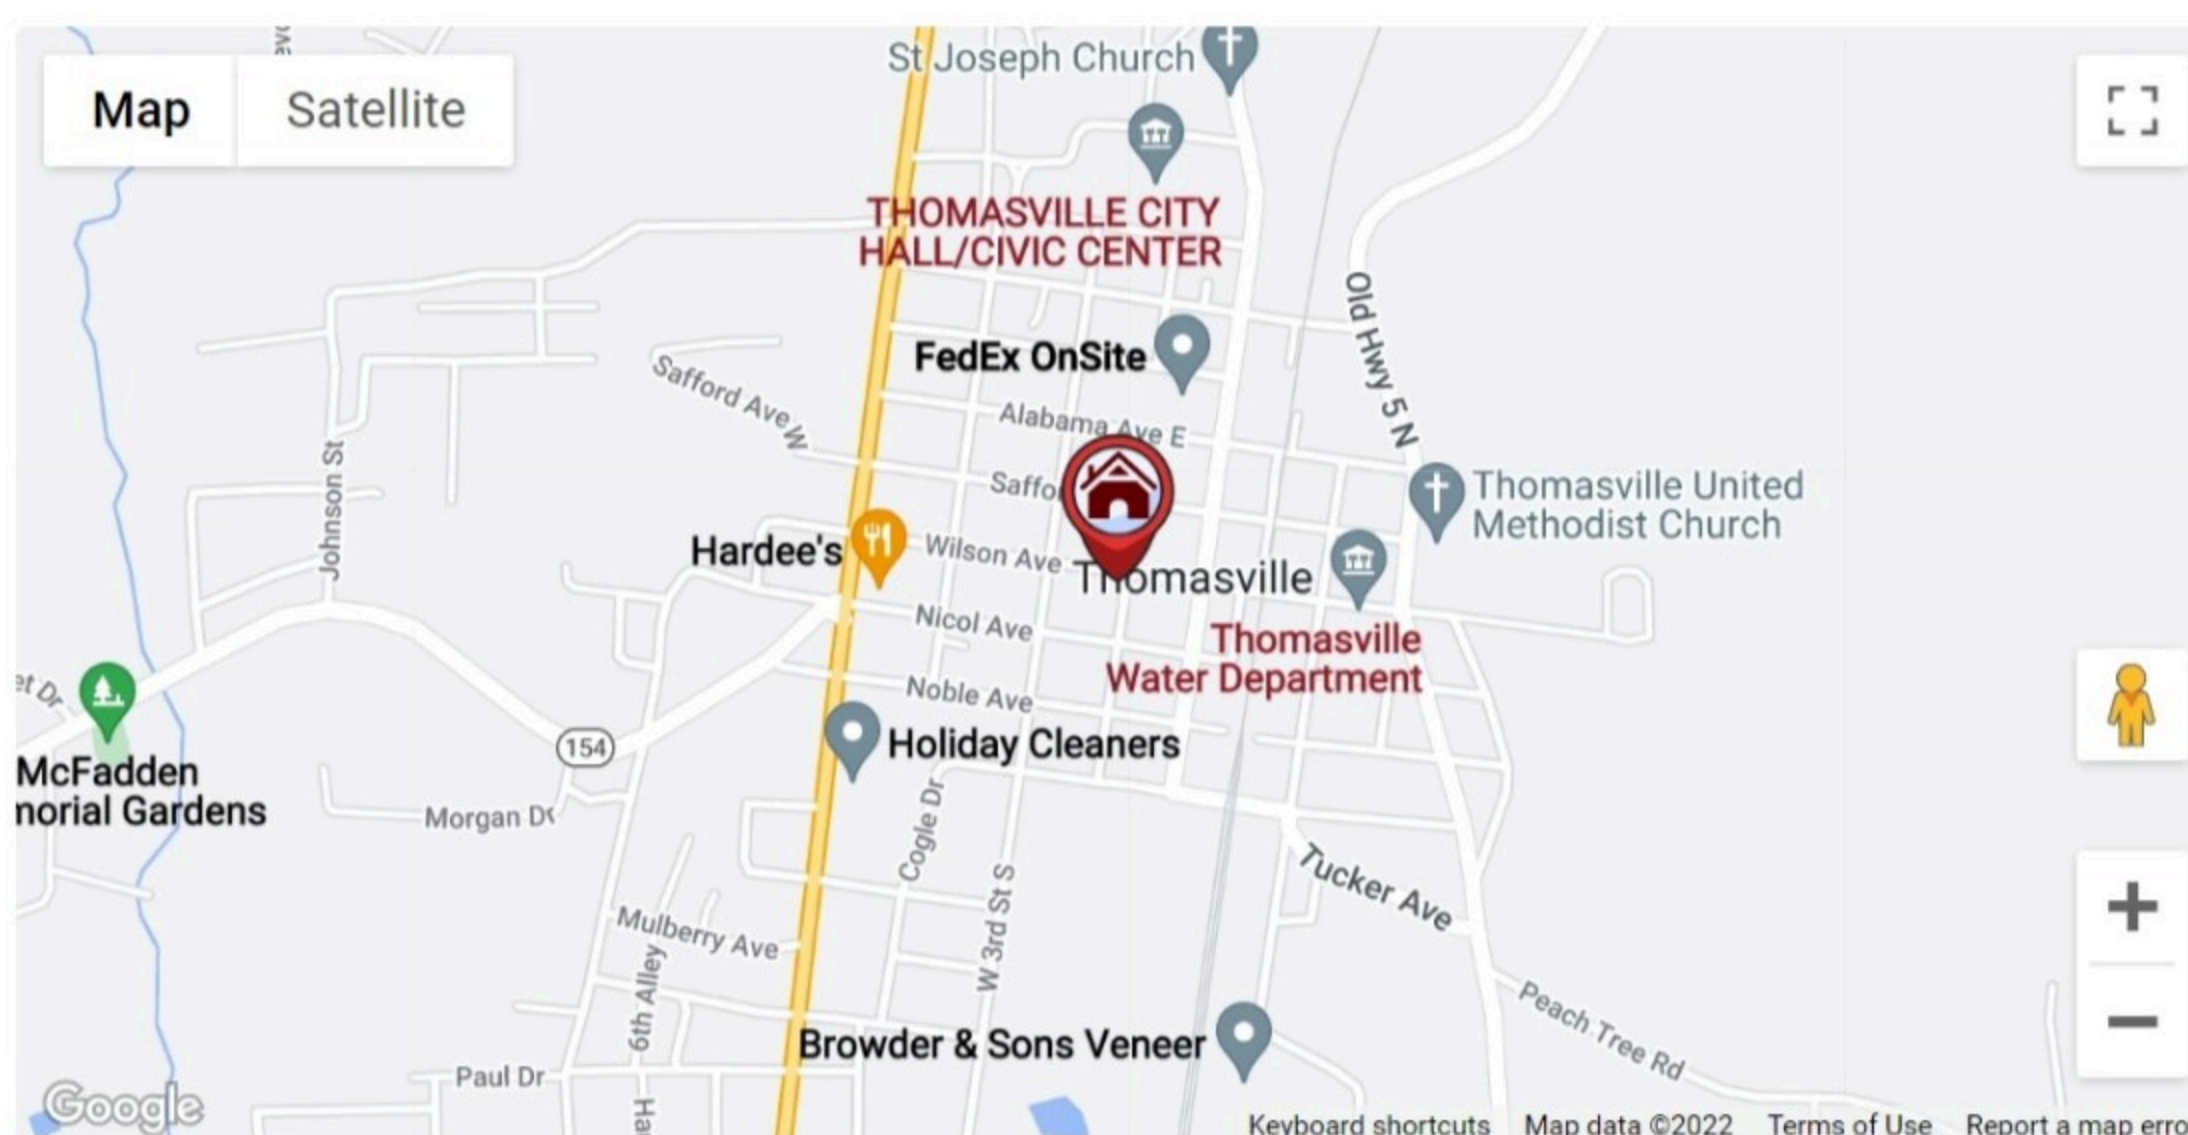 St Joseph Church
Map
Satellite
THOMASVILLE CITY
HALL/CIVIC CENTER
Old Hwy 5 N
FedEx OnSite
Safford Ave W
Alabama Ave E
Johnson St
Saffo
Thomasville United
Methodist Church
Hardee's
Wilson Ave
Thomasville
Nicol Ave
Thomasville
Water Department
et Dr
Noble Ave
154
Holiday Cleaners
McFadden
morial Gardens
Morgan Dr
Cogle Dr
Tucker Ave
W 3rd St S
Mulberry Ave
6th Alley
Peach Tree Rd
Browder & Sons Veneer
Paul Dr
Google
Keyboard shortcuts
Map data ©2022
Terms of Use
Report a map erro